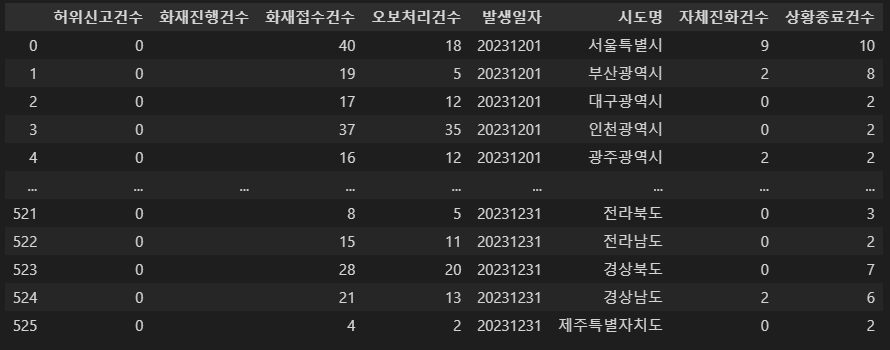 허위신고건수 화재진행건수 화재접수건수 오보처리건수 발생일자 시도명 자체진화건수 상황종료건수
0 0 40 18 20231201 서울특별시 9 10
1 0 19 5 20231201 부산광역시 2 8
2 0 17 12 20231201 대구광역시 0 2
3 0 37 35 20231201 인천광역시 0 2
4 0 16 12 20231201 광주광역시 2 2
... ... ... ... ... ... ... ... ...
521 0 8 5 20231231 전라북도 0 3
522 0 15 11 20231231 전라남도 0 2
523 0 28 20 20231231 경상북도 0 7
524 0 21 13 20231231 경상남도 2 6
525 0 4 2 20231231 제주특별자치도 0 2